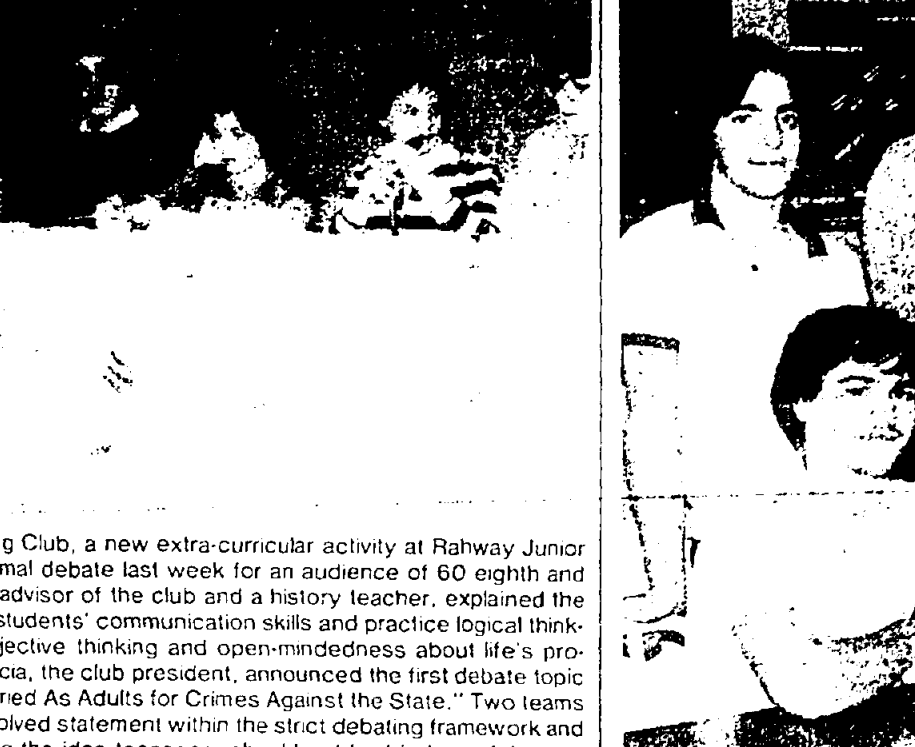 g Club, a new extra-curricular activity at Rahway Junior
mal debate last week for an audience of 60 eighth and
advisor of the club and a history teacher, explained the
students' communication skills and practice logical think-
jective thinking and open-mindedness about life's pro-
cia, the club president, announced the first debate topic
ried As Adults for Crimes Against the State." Two teams
olved statement within the strict debating framework and